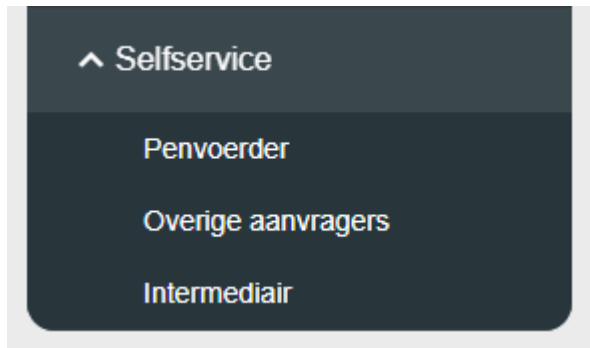 Selfservice
Penvoerder
Overige aanvragers
Intermediair